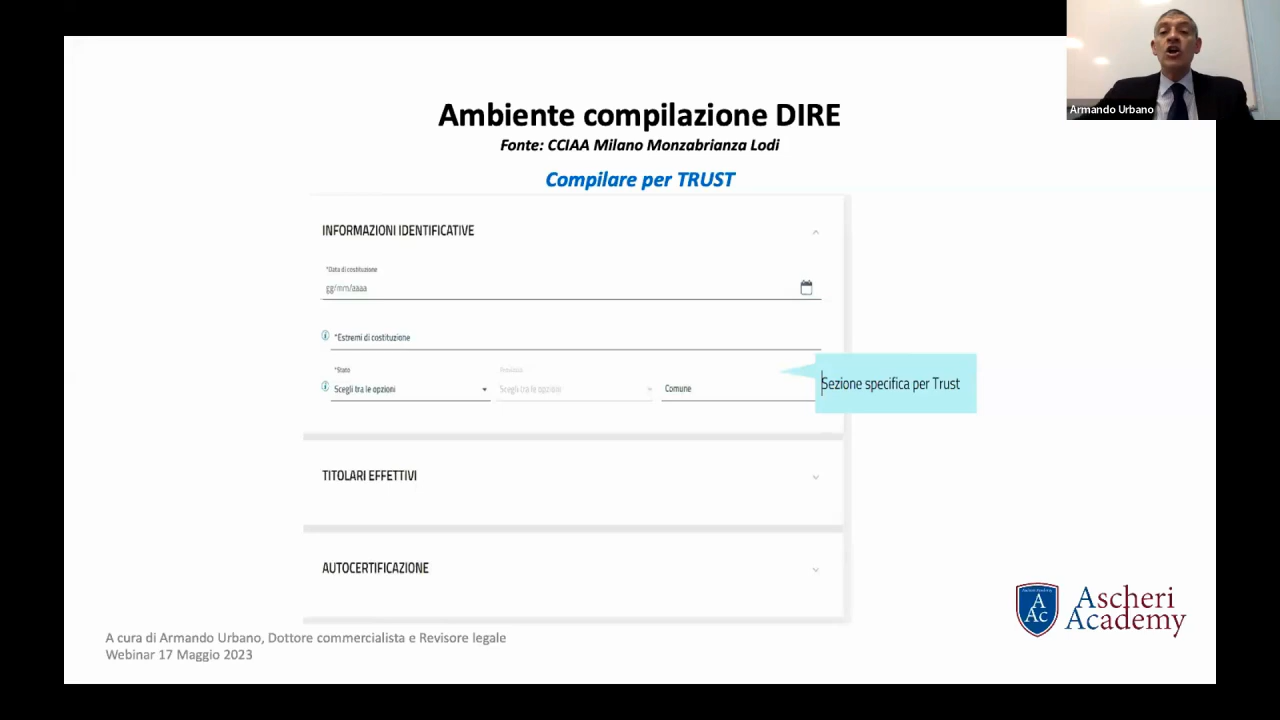 Armando Urbano
Ambiente compilazione DIRE
Fonte: CCIAA Milano Monzabrianza Lodi
Compilare per TRUST
INFORMAZIONI IDENTIFICATIVE
*Data di costituzione
gg/mm/aaaa
*Estremi di costituzione
*Stato
Provincia
Scegli tra le opzioni
Scegli tra le opzioni
Comune
Sezione specifica per Trust
TITOLARI EFFETTIVI
AUTOCERTIFICAZIONE
A Ac
Ascheri
Academy
A cura di Armando Urbano, Dottore commercialista e Revisore legale
Webinar 17 Maggio 2023